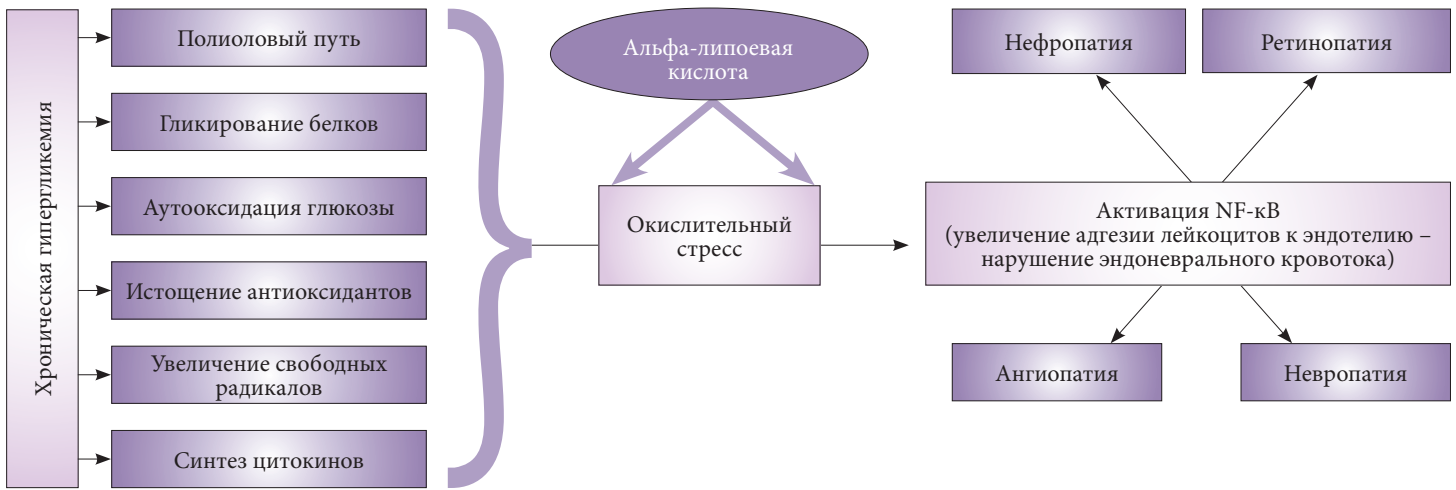 Хроническая гипергликемия
Полиоловый путь
Гликирование белков
Аутооксидация глюкозы
Истощение антиоксидантов
Увеличение свободных
радикалов
Синтез цитокинов
Альфа-липоевая
кислота
Окислительный
стресс
Нефропатия
Ретинопатия
Активация NF-κB
(увеличение адгезии лейкоцитов к эндотелию –
нарушение эндоневрального кровотока)
Ангиопатия
Невропатия